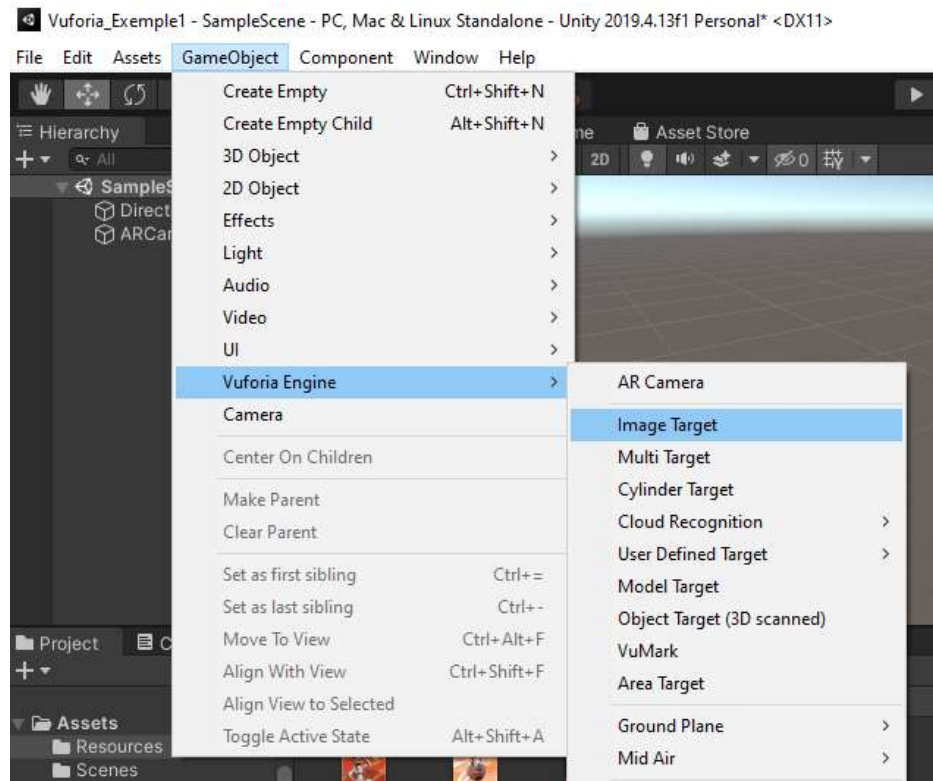 Vuforia_Exemple1 - SampleScene - PC, Mac & Linux Standalone - Unity 2019.4.13f1 Personal* <DX11>
File Edit Assets GameObject Component Window Help
Create Empty Ctrl+Shift+N
Create Empty Child Alt+Shift+N
Hierarchy
Asset Store
All
3D Object
2D
0
2D Object
Direct
Effects
Light
Audio
Video
UI
Vuforia Engine
AR Camera
Camera
Image Target
Center On Children
Multi Target
Cylinder Target
Make Parent
Cloud Recognition
Clear Parent
User Defined Target
Set as first sibling Ctrl+=
Model Target
Set as last sibling Ctrl+-
Object Target (3D scanned)
Project
Move To View Ctrl+Alt+F
VuMark
Align With View Ctrl+Shift+F
Area Target
Align View to Selected
Assets
Ground Plane
Resources
Toggle Active State Alt+Shift+A
Mid Air
Scenes